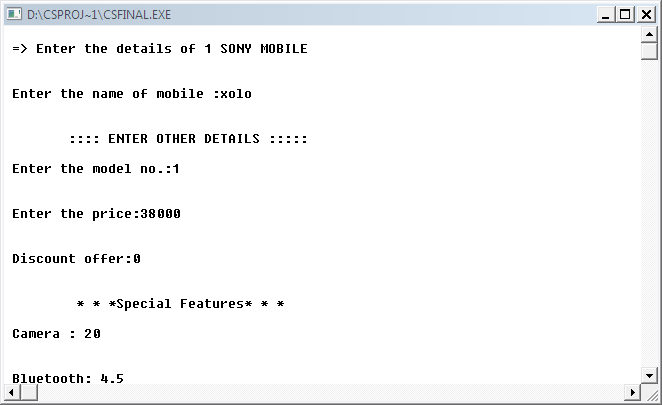 D:\CSPROJ~1\CSFINAL.EXE
=> Enter the details of 1 SONY MOBILE
Enter the name of mobile :xolo
:::: ENTER OTHER DETAILS :::::
Enter the model no.:1
Enter the price:38000
Discount offer:0
* * *Special Features* * *
Camera : 20
Bluetooth: 4.5